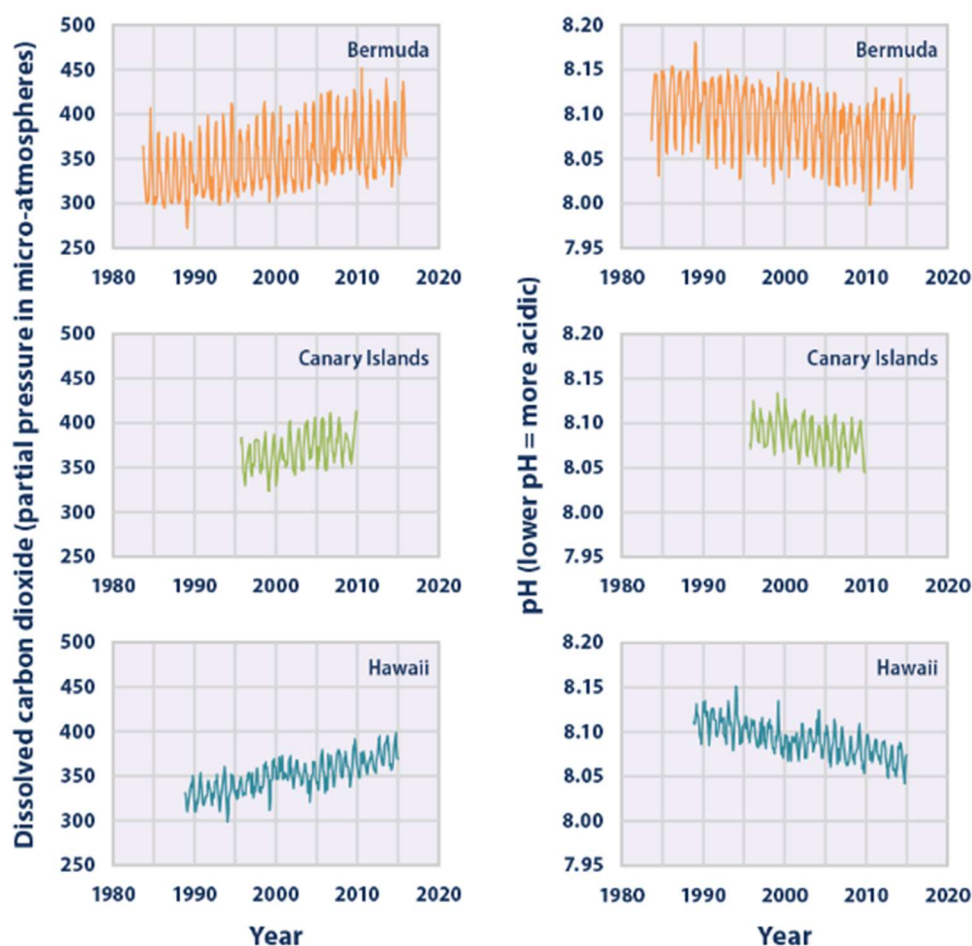 Dissolved carbon dioxide (partial pressure in micro-atmospheres)
500
450
400
350
300
250
Bermuda
1980 1990 2000 2010 2020
500
450
400
350
300
250
Canary Islands
1980 1990 2000 2010 2020
500
450
400
350
300
250
Hawaii
1980 1990 2000 2010 2020
Year
pH (lower pH = more acidic)
8.20
8.15
8.10
8.05
8.00
7.95
Bermuda
1980 1990 2000 2010 2020
8.20
8.15
8.10
8.05
8.00
7.95
Canary Islands
1980 1990 2000 2010 2020
8.20
8.15
8.10
8.05
8.00
7.95
Hawaii
1980 1990 2000 2010 2020
Year